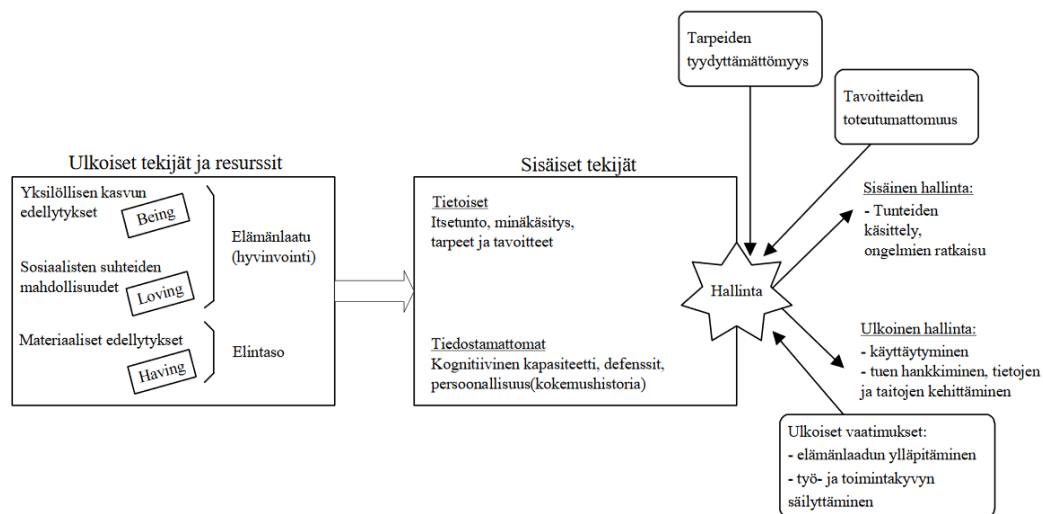 Tarpeiden
tyydyttämättömyys
Tavoitteiden
toteutumattomuus
Ulkoiset tekijät ja resurssit
Yksilöllisen kasvun
edellytykset
Being
Elämänlaatu
(hyvinvointi)
Sosiaalisten suhteiden
mahdollisuudet
Loving
Materiaaliset edellytykset
Having
Elintaso
Sisäiset tekijät
Tietoiset
Itsetunto, minäkäsitys,
tarpeet ja tavoitteet
Tiedostamattomat
Kognitiivinen kapasiteetti, defenssit,
persoonallisuus(kokemushistoria)
Hallinta
Sisäinen hallinta:
- Tunteiden
käsittely,
ongelmien ratkaisu
Ulkoinen hallinta:
- käyttäytyminen
- tuen hankkiminen, tietojen
ja taitojen kehittäminen
Ulkoiset vaatimukset:
- elämänlaadun ylläpitäminen
- työ- ja toimintakyvyn
säilyttäminen